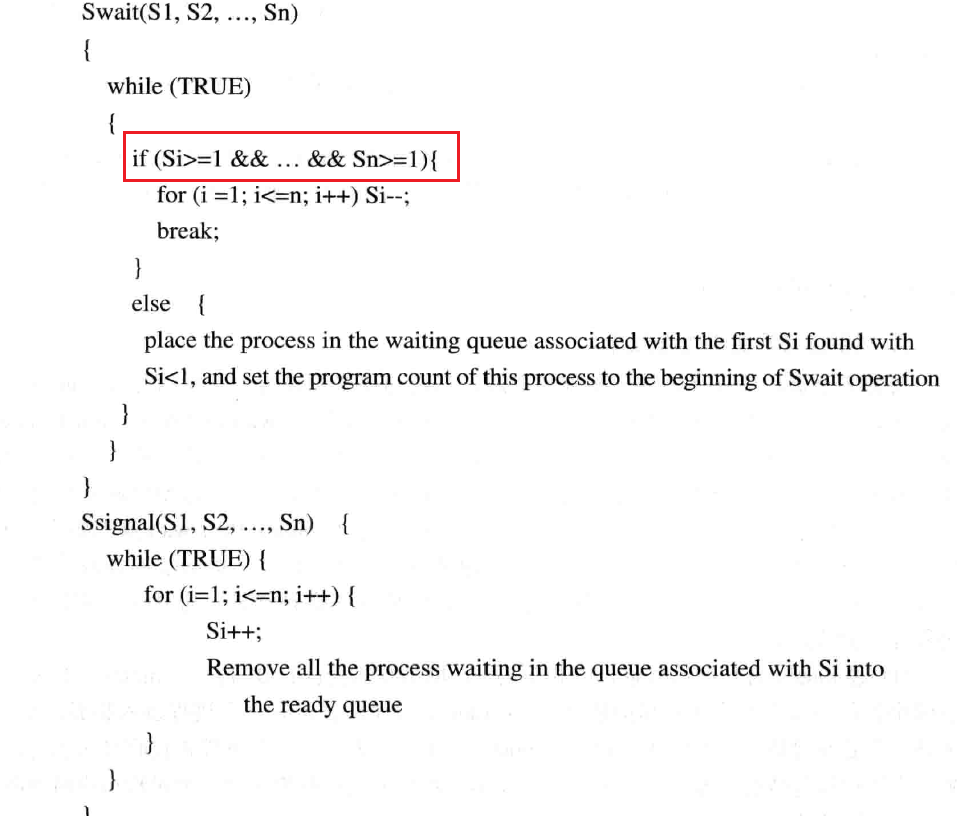 Swait(S1, S2, …, Sn)
{
while (TRUE)
{
if (Si>=1 && … && Sn>=1){
for (i =1; i<=n; i++) Si--;
break;
}
else {
place the process in the waiting queue associated with the first Si found with
Si<1, and set the program count of this process to the beginning of Swait operation
}
}
}
Ssignal(S1, S2, …, Sn) {
while (TRUE) {
for (i=1; i<=n; i++) {
Si++;
Remove all the process waiting in the queue associated with Si into
the ready queue
}
}
}